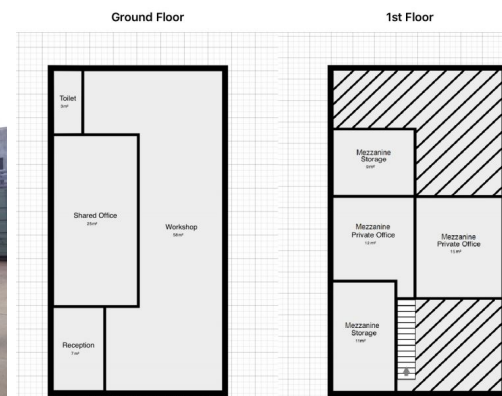 Ground Floor
1st Floor
Toilet
Shared Office
Workshop
Reception
Mezzanine
Storage
Mezzanine
Private Office
Mezzanine
Private Office
Mezzanine
Storage